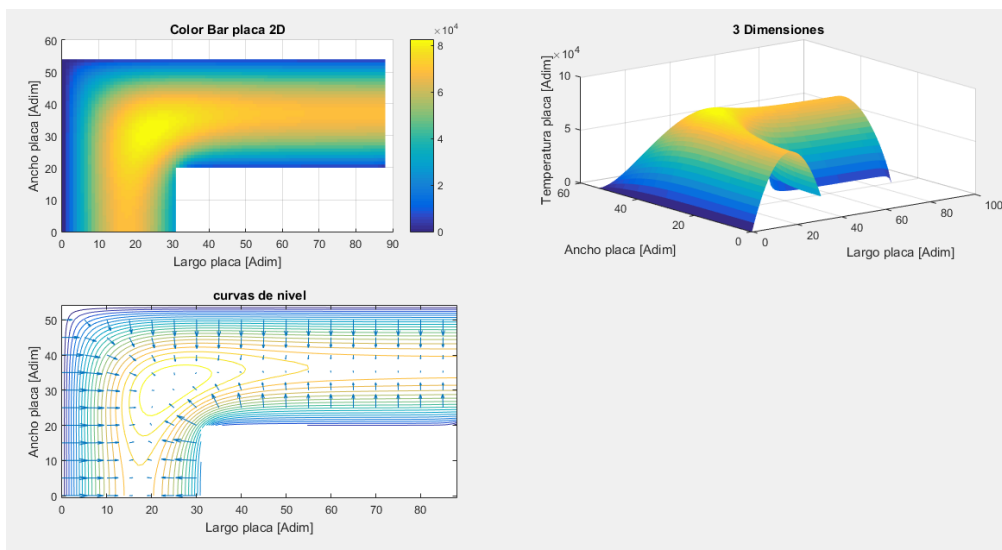 Color Bar placa 2D
×10⁴
60
50
40
30
20
10
0
Ancho placa [Adim]
0 10 20 30 40 50 60 70 80 90
Largo placa [Adim]
8
6
4
2
0
3 Dimensiones
×10⁴
10
5
0
Temperatura placa [Adim]
60
40
20
0
Ancho placa [Adim]
0
20
40
60
80
100
Largo placa [Adim]
curvas de nivel
50
40
30
20
10
0
Ancho placa [Adim]
0 10 20 30 40 50 60 70 80
Largo placa [Adim]